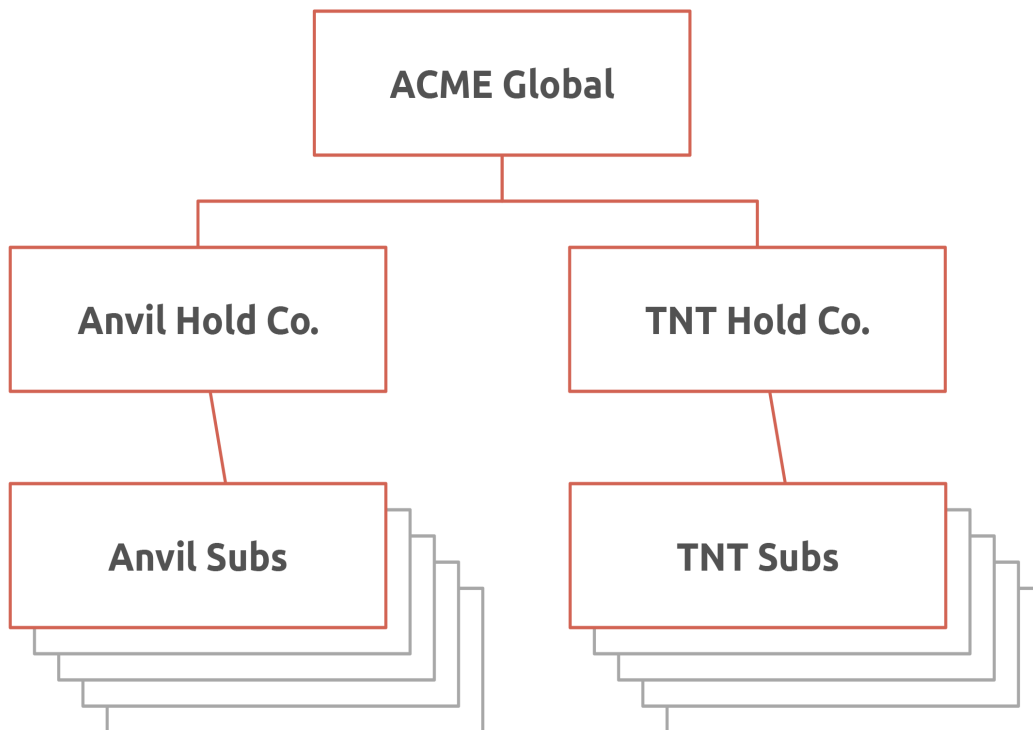 ACME Global
Anvil Hold Co.
TNT Hold Co.
Anvil Subs
TNT Subs